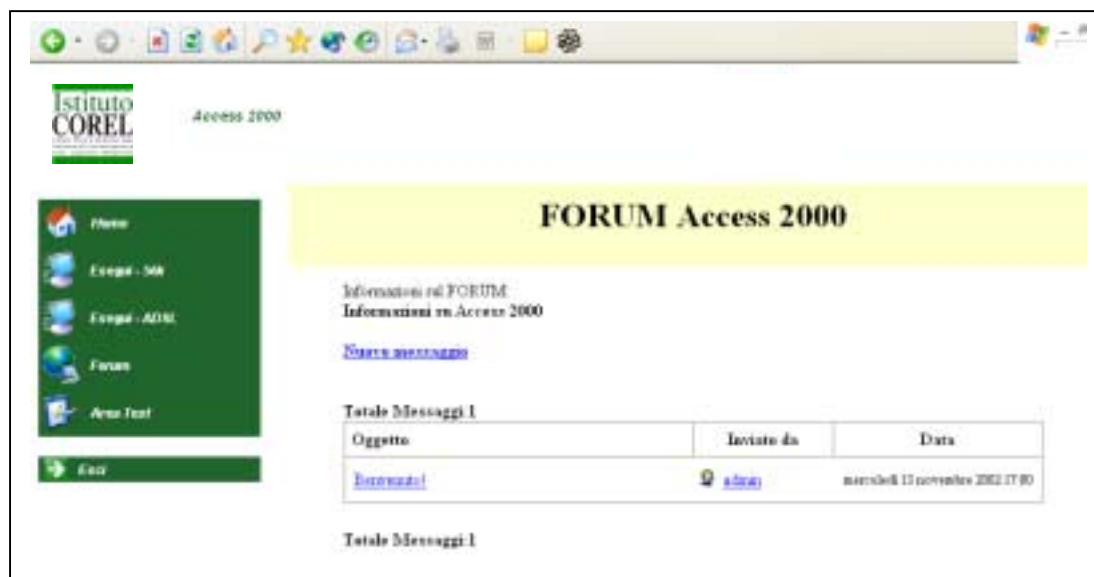 Istituto
COREL
Access 2000
FORUM Access 2000
Home
Esegui - 56k
Esegui - ADSL
Forum
Area Test
Esci
Informazioni sul FORUM:
Informazioni su Access 2000
Nuovo messaggio
Totale Messaggi 1
Oggetto Inviato da Data
Benvenuto! admin mercoledì 13 novembre 2002 17.00
Totale Messaggi 1